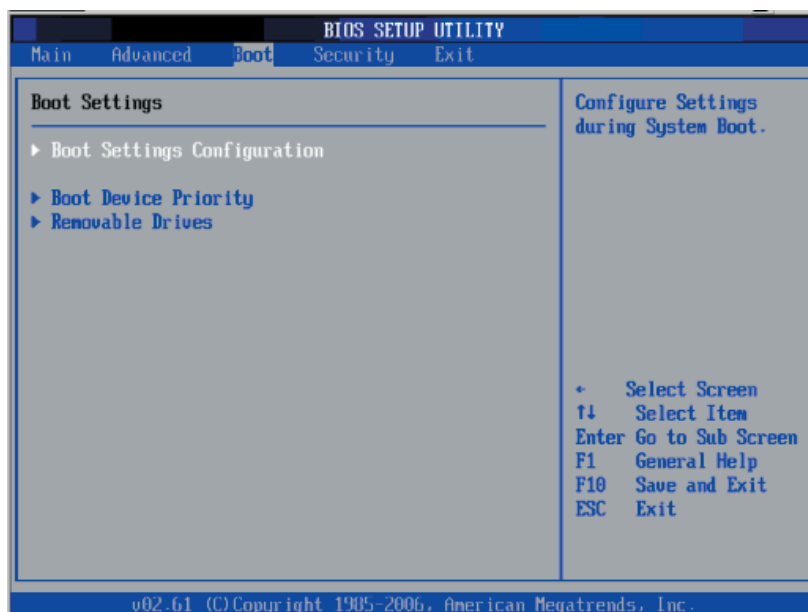 BIOS SETUP UTILITY
Main Advanced Boot Security Exit
Boot Settings
▶ Boot Settings Configuration
▶ Boot Device Priority
▶ Removable Drives
Configure Settings
during System Boot.
← Select Screen
↑↓ Select Item
Enter Go to Sub Screen
F1 General Help
F10 Save and Exit
ESC Exit
v02.61 (C)Copyright 1985-2006, American Megatrends, Inc.